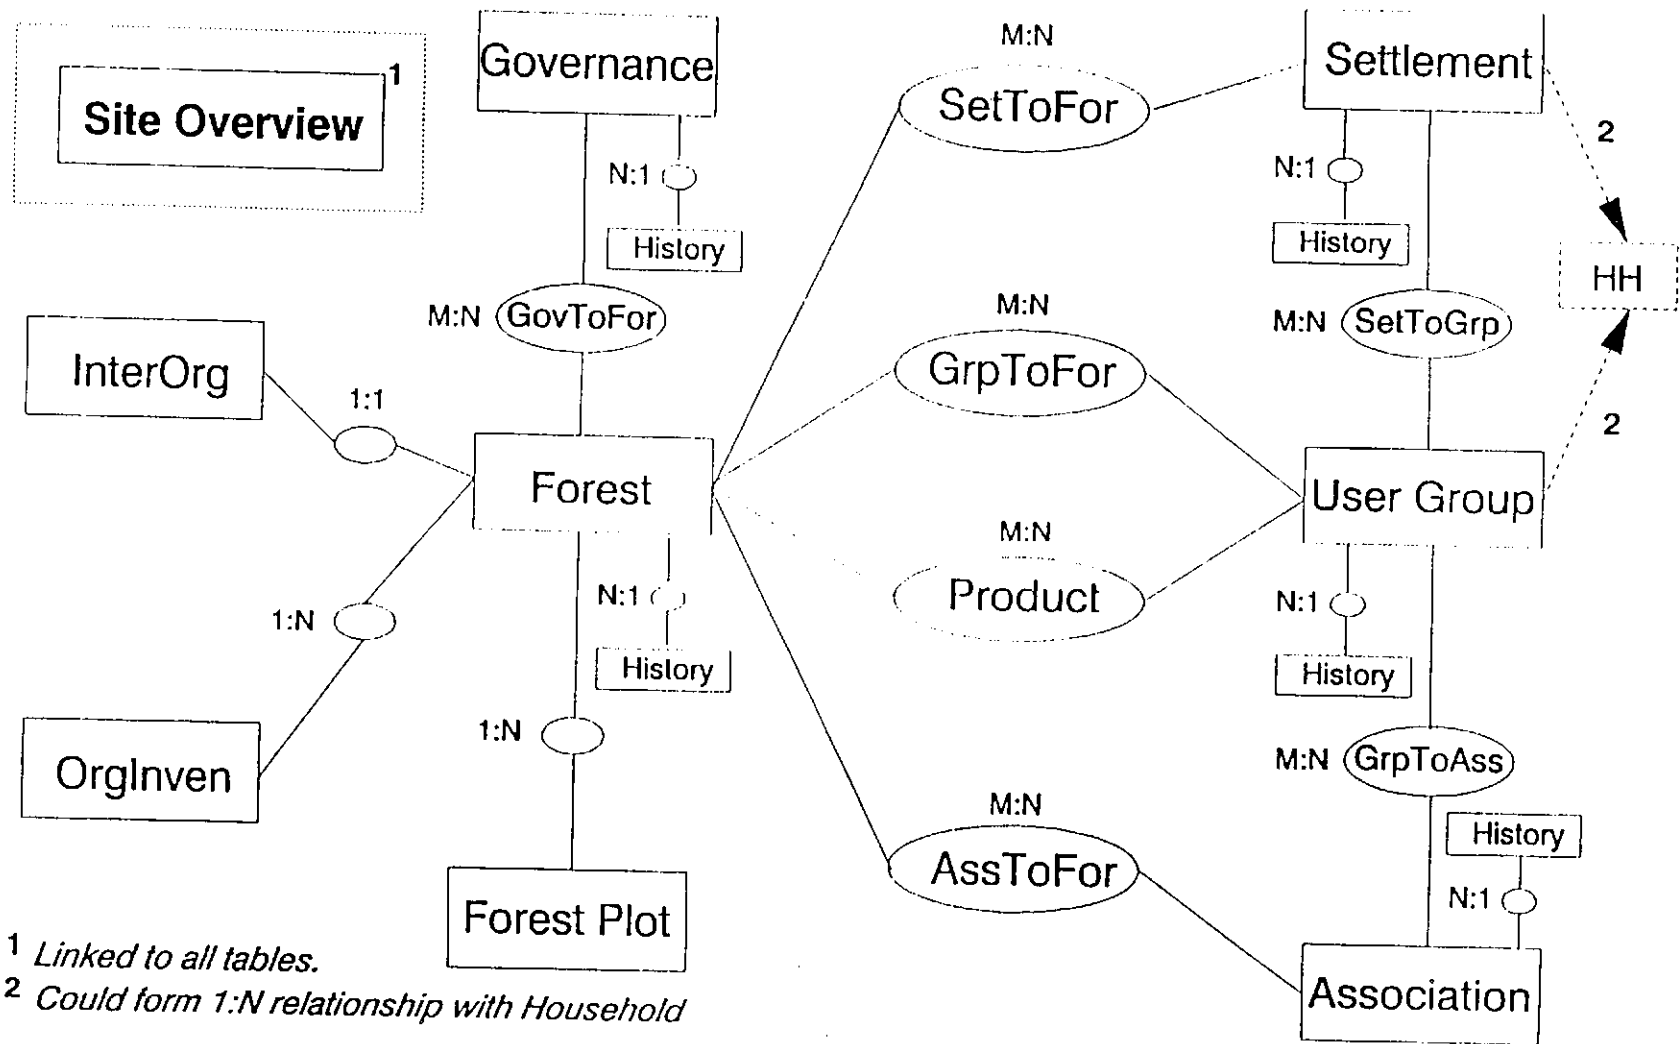 Site Overview 1
Governance
N:1
History
M:N GovToFor
InterOrg
1:1
Forest
1:N
OrgInven
N:1
History
1:N
Forest Plot
M:N
SetToFor
M:N
GrpToFor
M:N
Product
M:N
AssToFor
Settlement
N:1
History
2
HH
2
M:N SetToGrp
User Group
N:1
History
M:N GrpToAss
History
N:1
Association
1 Linked to all tables.
2 Could form 1:N relationship with Household